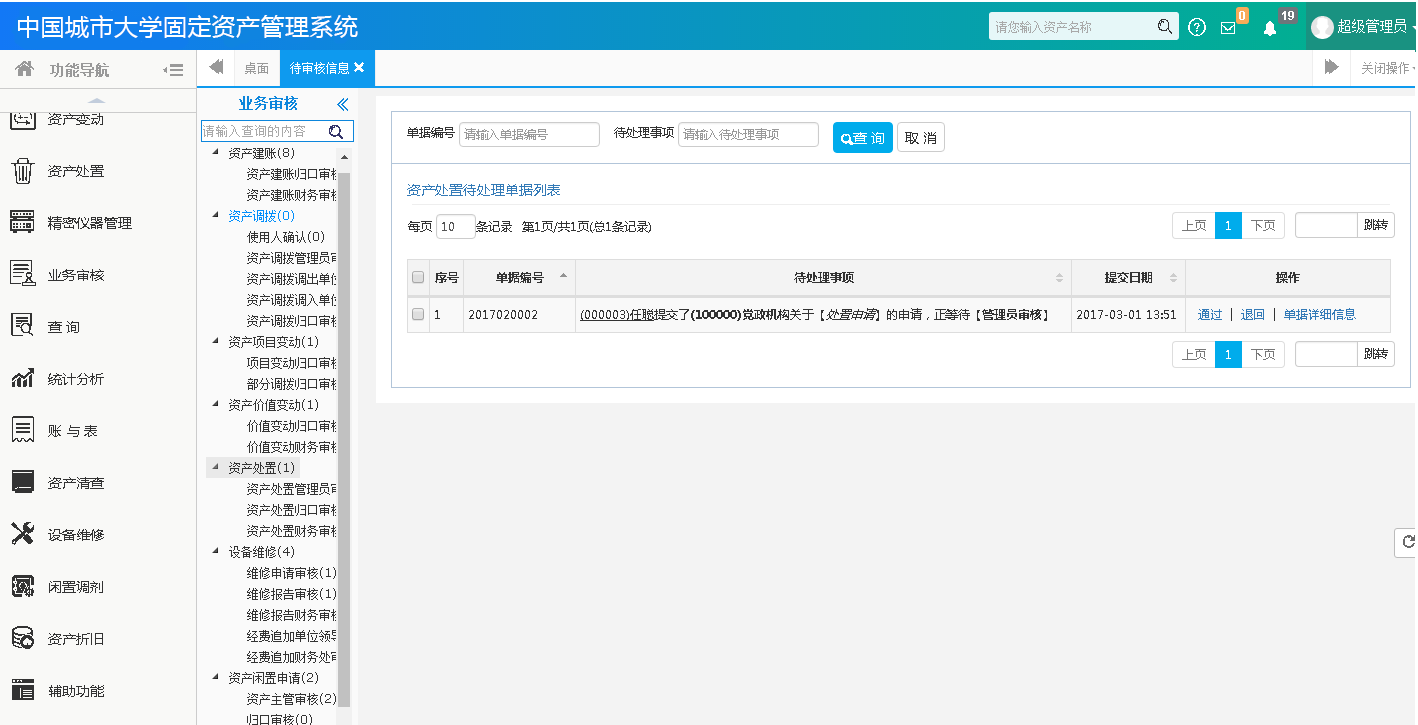 中国城市大学固定资产管理系统
请您输入资产名称
0
19
超级管理员
功能导航
桌面
待审核信息
关闭操作
资产变动
资产处置
精密仪器管理
业务审核
查 询
统计分析
账 与 表
资产清查
设备维修
闲置调剂
资产折旧
辅助功能
业务审核
请输入查询的内容
资产建账(8)
资产建账归口审核
资产建账财务审核
资产调拨(0)
使用人确认(0)
资产调拨管理员审
资产调拨调出单位
资产调拨调入单位
资产调拨归口审核
资产项目变动(1)
项目变动归口审核
部分调拨归口审核
资产价值变动(1)
价值变动归口审核
价值变动财务审核
资产处置(1)
资产处置管理员审
资产处置归口审核
资产处置财务审核
设备维修(4)
维修申请审核(1)
维修报告审核(1)
维修报告财务审核
经费追加单位领导
经费追加财务处审
资产闲置申请(2)
资产主管审核(2)
归口审核(0)
单据编号 请输入单据编号 待处理事项 请输入待处理事项 查 询 取 消
资产处置待处理单据列表
每页 10 条记录 第1页/共1页(总1条记录) 上页 1 下页 跳转
序号 单据编号 待处理事项 提交日期 操作
1 2017020002 (000003)任聪提交了(100000)党政机构关于【处置申请】的申请，正等待【管理员审核】 2017-03-01 13:51 通过 | 退回 | 单据详细信息
上页 1 下页 跳转